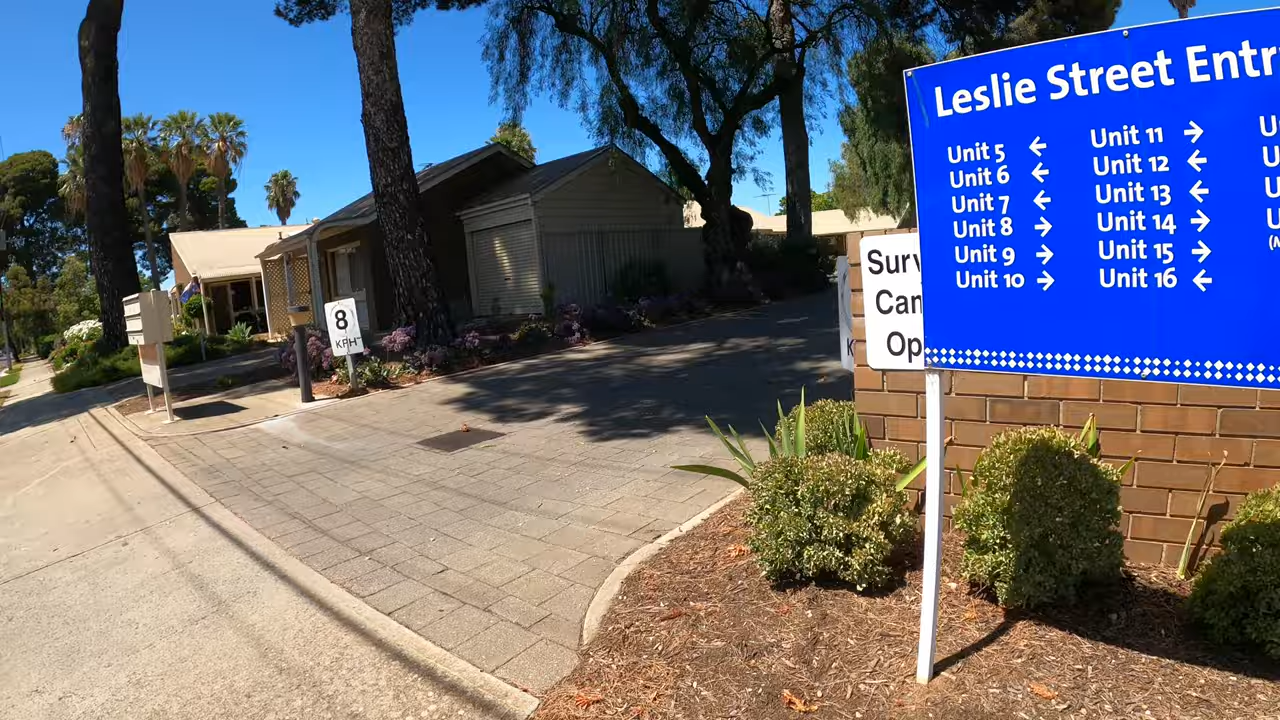 8
KPH
Leslie Street Entr
Unit 5 ←
Unit 6 ←
Unit 7 ←
Unit 8 →
Unit 9 →
Unit 10 →
Unit 11 →
Unit 12 ←
Unit 13 ←
Unit 14 →
Unit 15 →
Unit 16 ←
Surv
Cam
Op
K